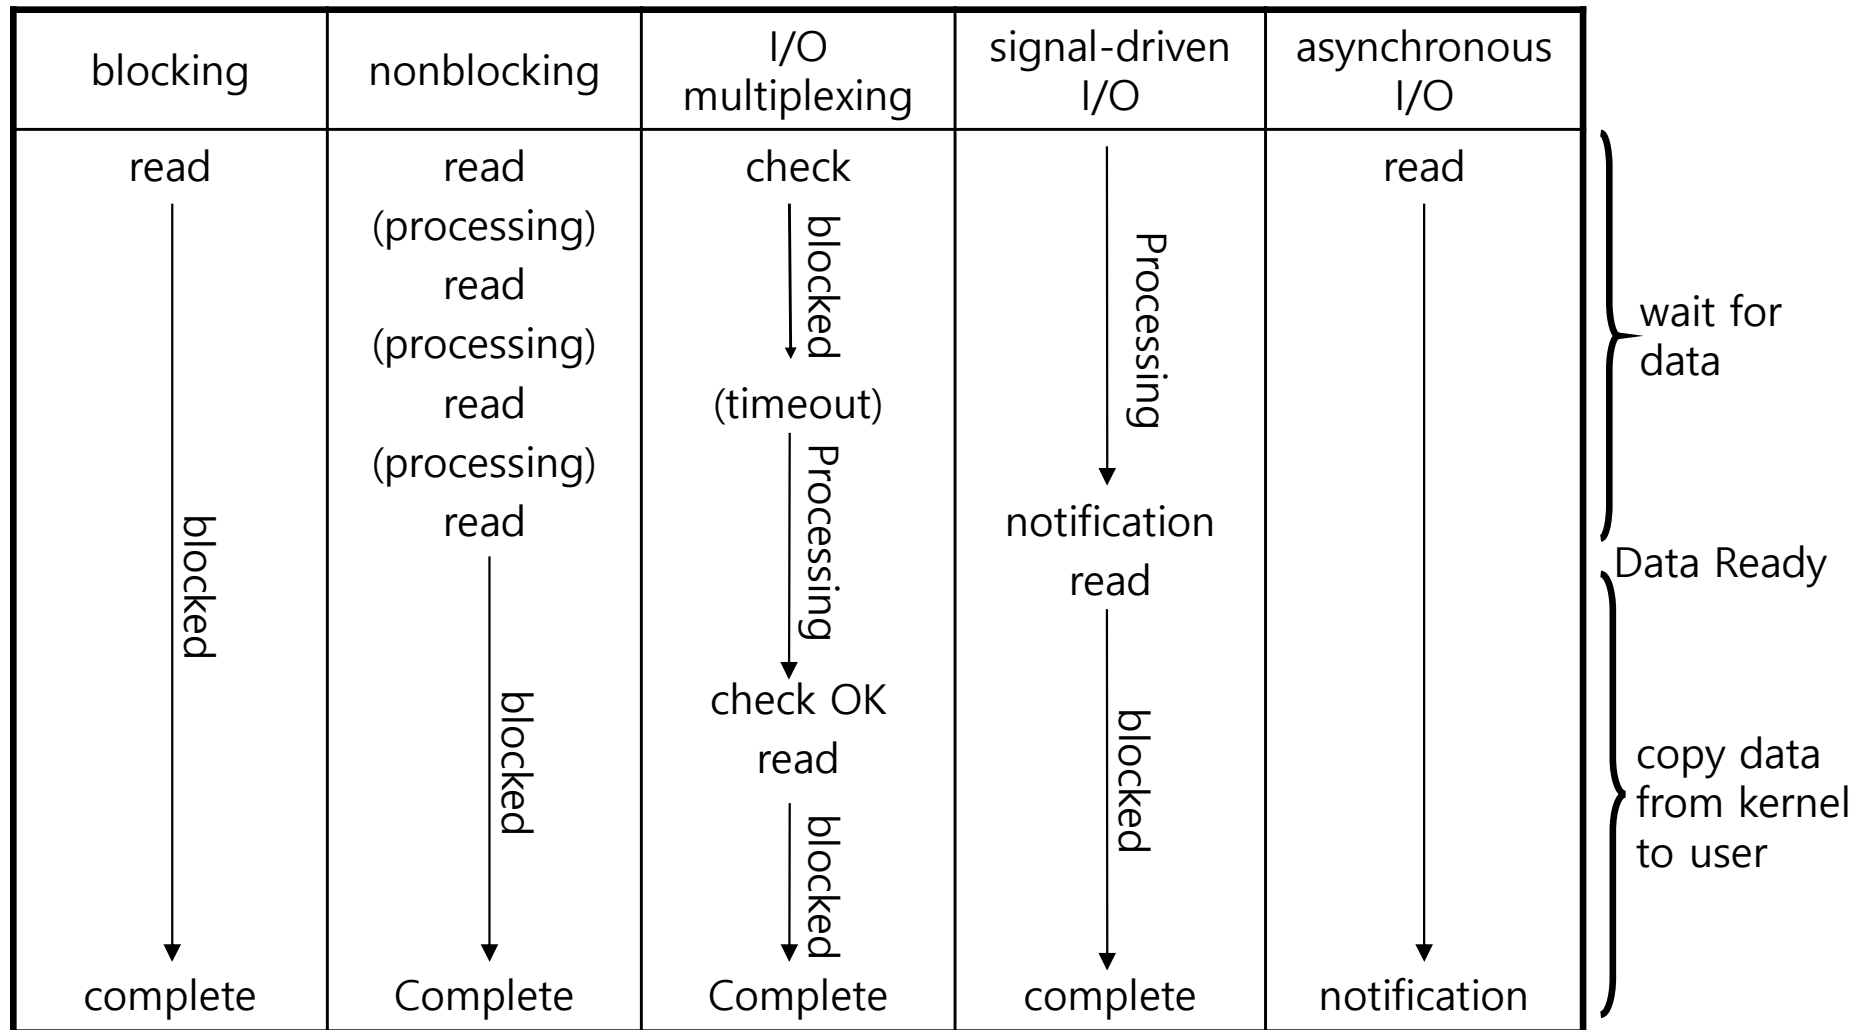 blocking
nonblocking
I/O
multiplexing
signal-driven
I/O
asynchronous
I/O
read
blocked
complete
read
(processing)
read
(processing)
read
(processing)
read
blocked
Complete
check
blocked
(timeout)
Processing
check OK
read
blocked
Complete
Processing
notification
read
blocked
complete
read
notification
wait for
data
Data Ready
copy data
from kernel
to user